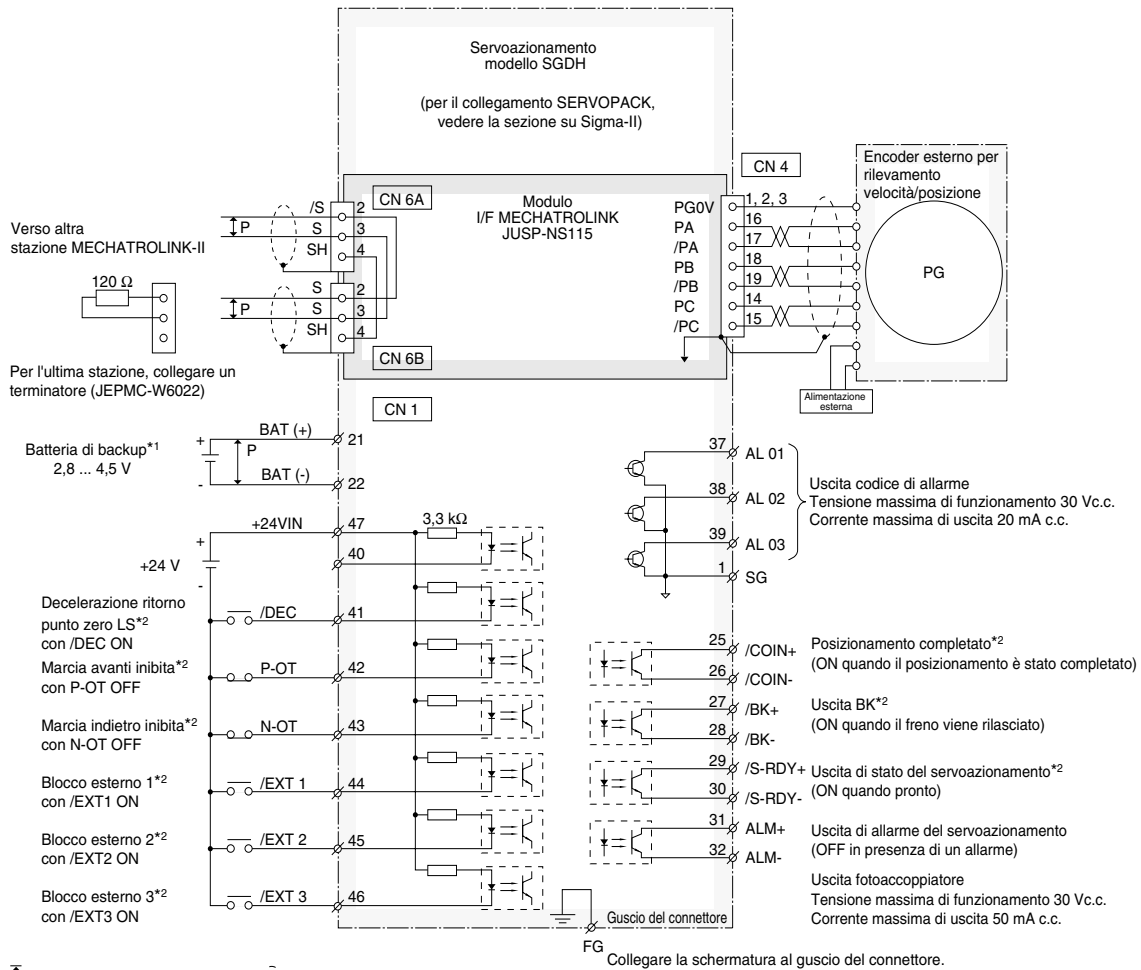 Servoazionamento
modello SGDH
(per il collegamento SERVOPACK,
vedere la sezione su Sigma-II)
CN 4
Encoder esterno per
rilevamento
velocità/posizione
CN 6A
Modulo
I/F MECHATROLINK
JUSP-NS115
Verso altra
stazione MECHATROLINK-II
P
/S 2
S 3
SH 4
120 Ω
P
S 2
S 3
SH 4
CN 6B
Per l'ultima stazione, collegare un
terminatore (JEPMC-W6022)
PG0V 1, 2, 3
PA 16
/PA 17
PB 18
/PB 19
PC 14
/PC 15
PG
Alimentazione
esterna
CN 1
Batteria di backup*1
2,8 ... 4,5 V
+
-
P
BAT (+) 21
BAT (-) 22
+24VIN 47
3,3 kΩ
40
+
+24 V
-
Decelerazione ritorno
punto zero LS*2
con /DEC ON
/DEC 41
Marcia avanti inibita*2
con P-OT OFF
P-OT 42
Marcia indietro inibita*2
con N-OT OFF
N-OT 43
Blocco esterno 1*2
con /EXT1 ON
/EXT 1 44
Blocco esterno 2*2
con /EXT2 ON
/EXT 2 45
Blocco esterno 3*2
con /EXT3 ON
/EXT 3 46
37 AL 01
38 AL 02
39 AL 03
1 SG
Uscita codice di allarme
Tensione massima di funzionamento 30 Vc.c.
Corrente massima di uscita 20 mA c.c.
25 /COIN+
26 /COIN-
Posizionamento completato*2
(ON quando il posizionamento è stato completato)
27 /BK+
28 /BK-
Uscita BK*2
(ON quando il freno viene rilasciato)
29 /S-RDY+
30 /S-RDY-
Uscita di stato del servoazionamento*2
(ON quando pronto)
31 ALM+
32 ALM-
Uscita di allarme del servoazionamento
(OFF in presenza di un allarme)
Uscita fotoaccoppiatore
Tensione massima di funzionamento 30 Vc.c.
Corrente massima di uscita 50 mA c.c.
Guscio del connettore
FG
Collegare la schermatura al guscio del connettore.